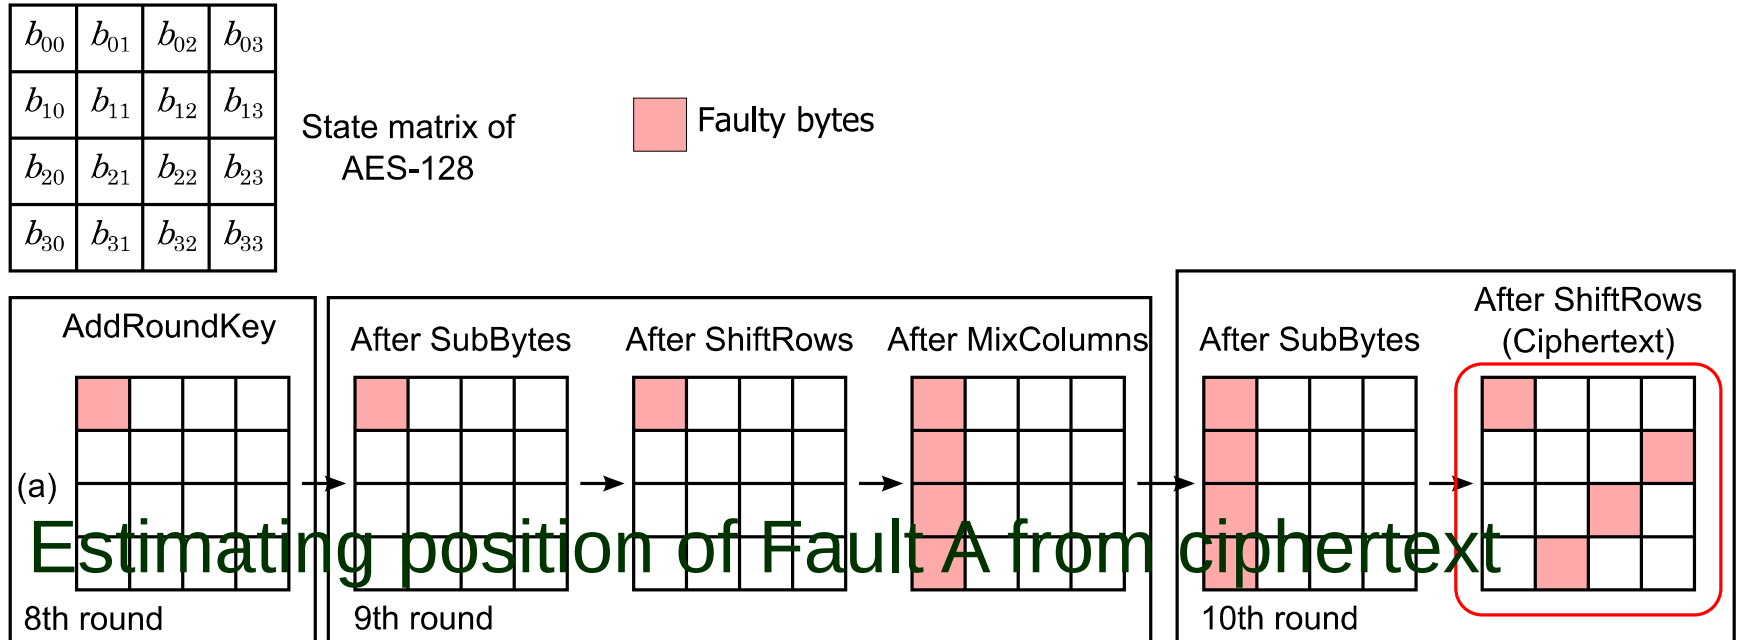 b00 b01 b02 b03
b10 b11 b12 b13
b20 b21 b22 b23
b30 b31 b32 b33
State matrix of
AES-128
Faulty bytes
AddRoundKey
After SubBytes
After ShiftRows
After MixColumns
After SubBytes
After ShiftRows
(Ciphertext)
(a)
Estimating position of Fault A from ciphertext
8th round
9th round
10th round